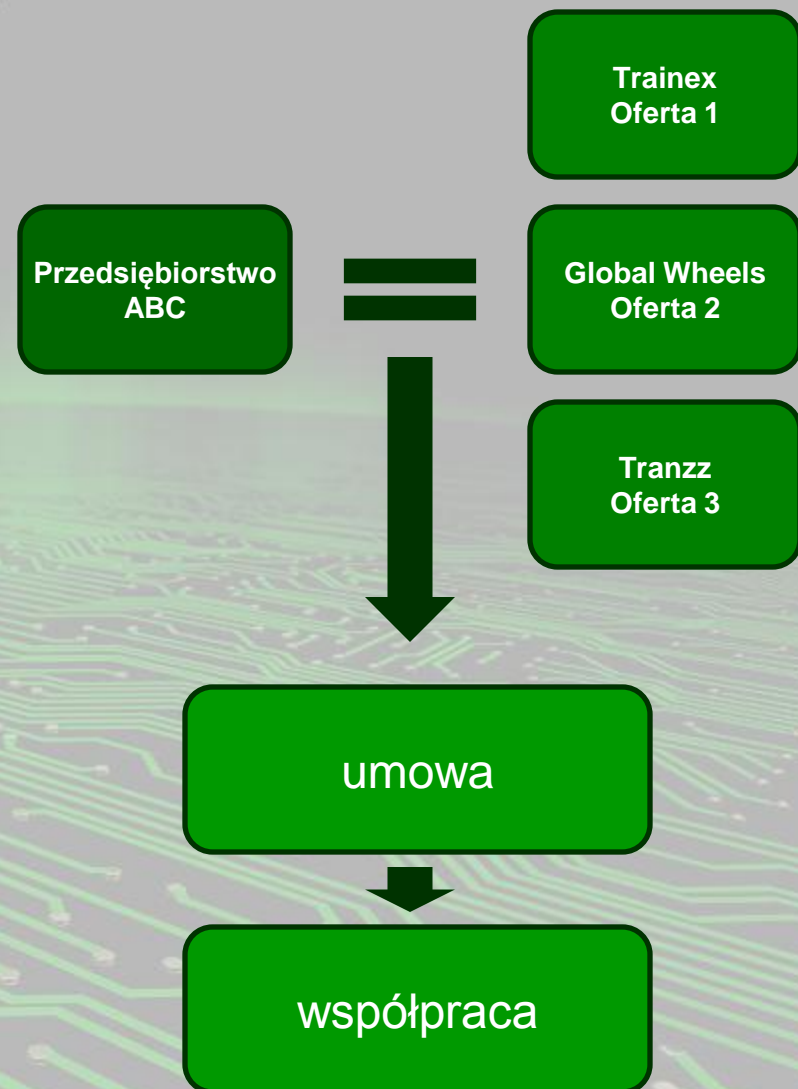 Trainex
Oferta 1
Przedsiębiorstwo
ABC
Global Wheels
Oferta 2
Tranzz
Oferta 3
umowa
współpraca